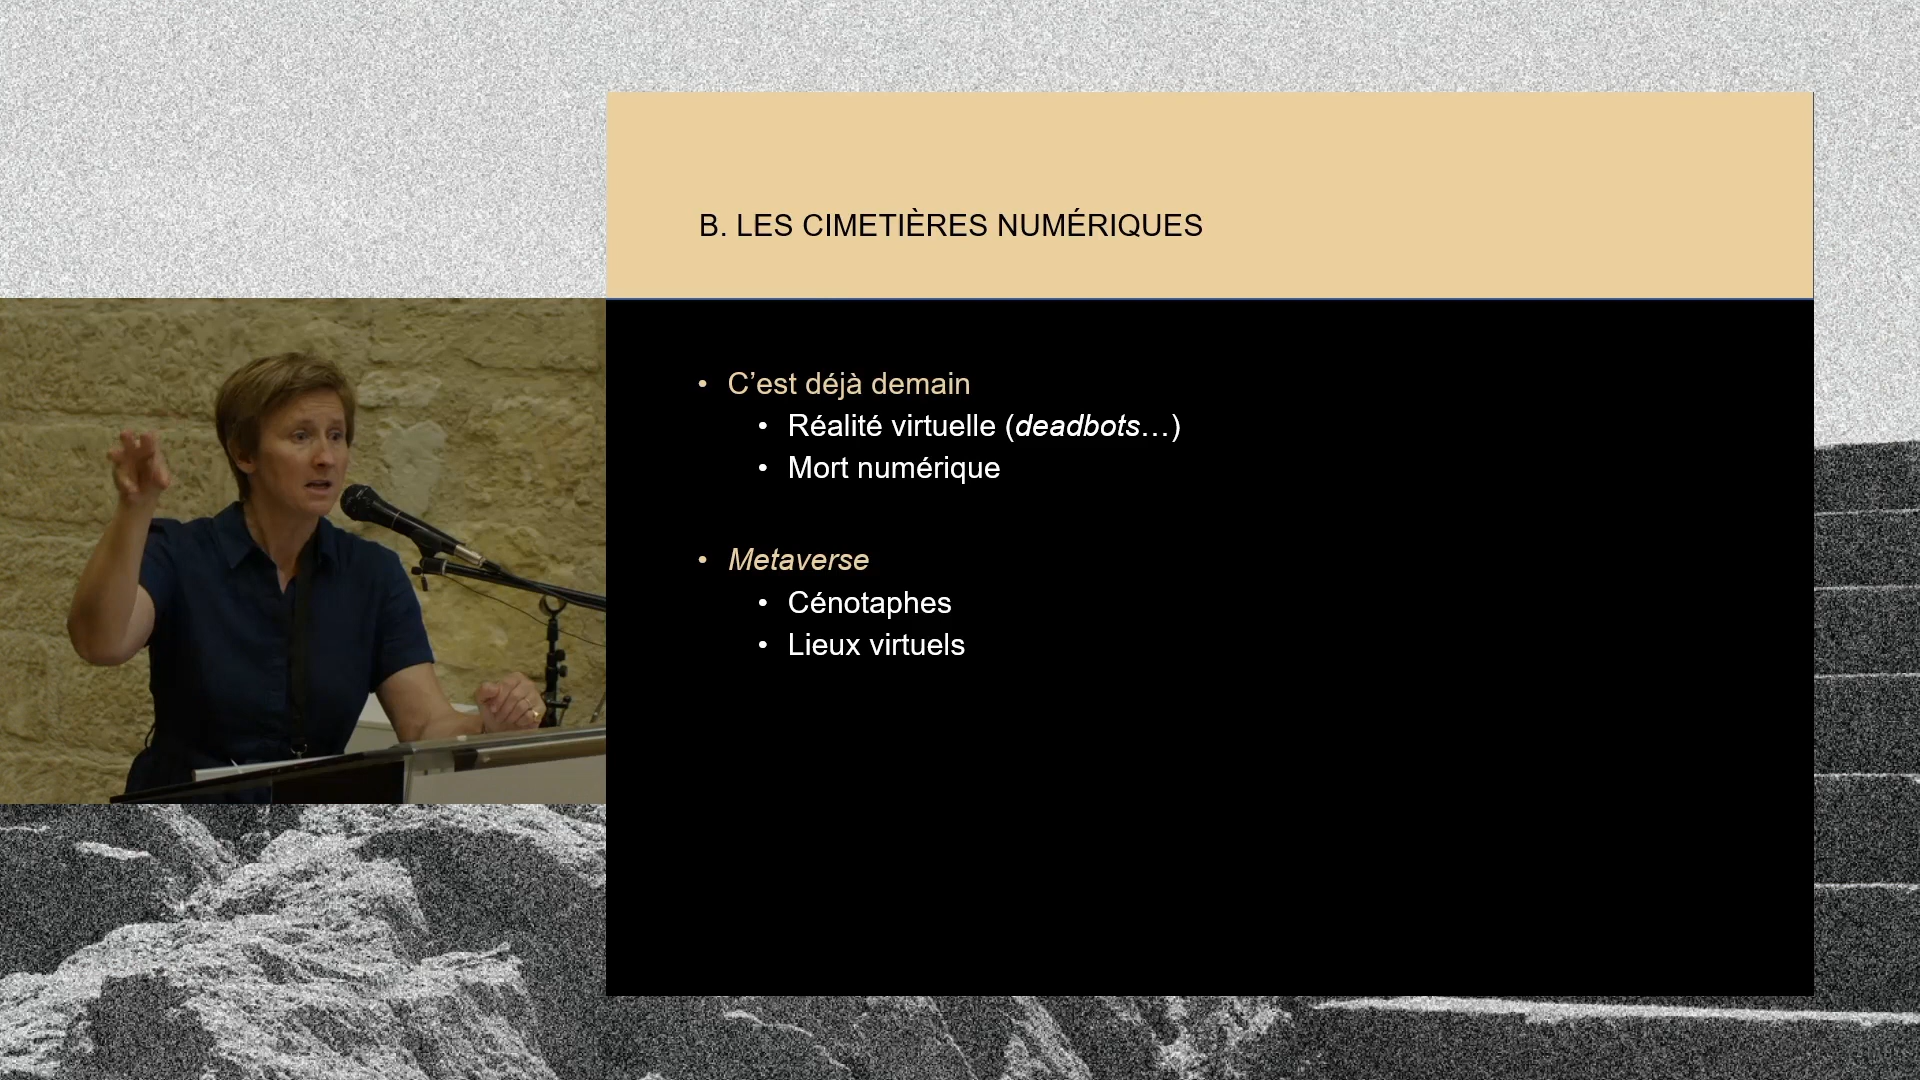 B. LES CIMETIÈRES NUMÉRIQUES
• C’est déjà demain
• Réalité virtuelle (deadbots…)
• Mort numérique
• Metaverse
• Cénotaphes
• Lieux virtuels